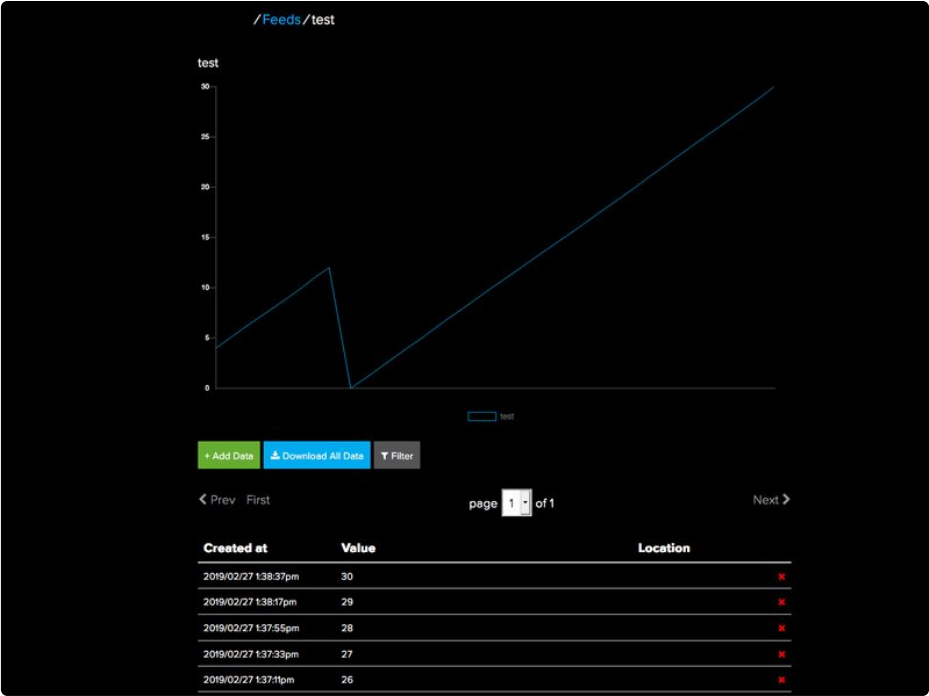 /Feeds/test
test
30
25
20
15
10
5
0
test
+ Add Data Download All Data Filter
Prev First page 1 of 1 Next
Created at Value Location
2019/02/27 1:38:37pm 30
2019/02/27 1:38:17pm 29
2019/02/27 1:37:55pm 28
2019/02/27 1:37:33pm 27
2019/02/27 1:37:11pm 26